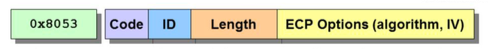 0x8053 Code ID Length ECP Options (algorithm, IV)